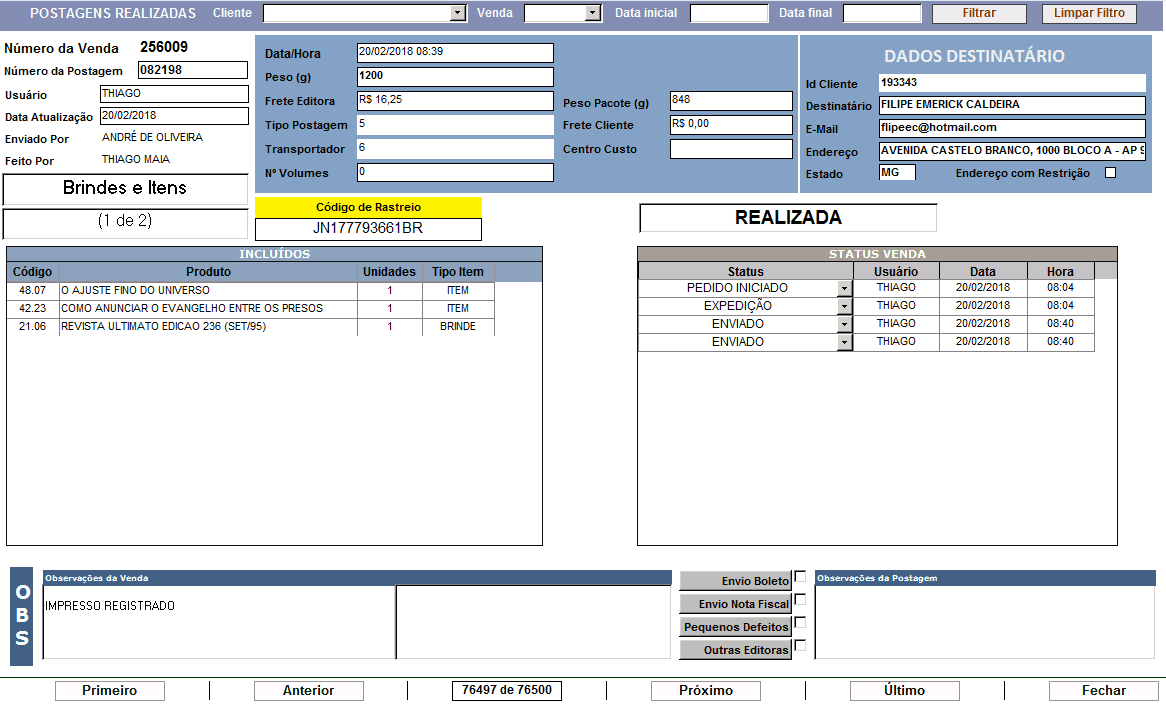 POSTAGENS REALIZADAS Cliente Venda Data inicial Data final Filtrar Limpar Filtro
Número da Venda 256009
Número da Postagem 082198
Usuário THIAGO
Data Atualização 20/02/2018
Enviado Por ANDRÉ DE OLIVEIRA
Feito Por THIAGO MAIA
Brindes e Itens
(1 de 2)
Data/Hora 20/02/2018 08:39
Peso (g) 1200
Frete Editora R$ 16,25 Peso Pacote (g) 848
Tipo Postagem 5 Frete Cliente R$ 0,00
Transportador 6 Centro Custo
Nº Volumes 0
DADOS DESTINATÁRIO
Id Cliente 193343
Destinatário FILIPE EMERICK CALDEIRA
E-Mail flipeec@hotmail.com
Endereço AVENIDA CASTELO BRANCO, 1000 BLOCO A - AP
Estado MG Endereço com Restrição
Código de Rastreio
JN177793661BR
REALIZADA
INCLUÍDOS
Código Produto Unidades Tipo Item
48.07 O AJUSTE FINO DO UNIVERSO 1 ITEM
42.23 COMO ANUNCIAR O EVANGELHO ENTRE OS PRESOS 1 ITEM
21.06 REVISTA ULTIMATO EDICAO 236 (SET/95) 1 BRINDE
STATUS VENDA
Status Usuário Data Hora
PEDIDO INICIADO THIAGO 20/02/2018 08:04
EXPEDIÇÃO THIAGO 20/02/2018 08:04
ENVIADO THIAGO 20/02/2018 08:40
ENVIADO THIAGO 20/02/2018 08:40
OBS
Observações da Venda
IMPRESSO REGISTRADO
Envio Boleto
Envio Nota Fiscal
Pequenos Defeitos
Outras Editoras
Observações da Postagem
Primeiro Anterior 76497 de 76500 Próximo Último Fechar